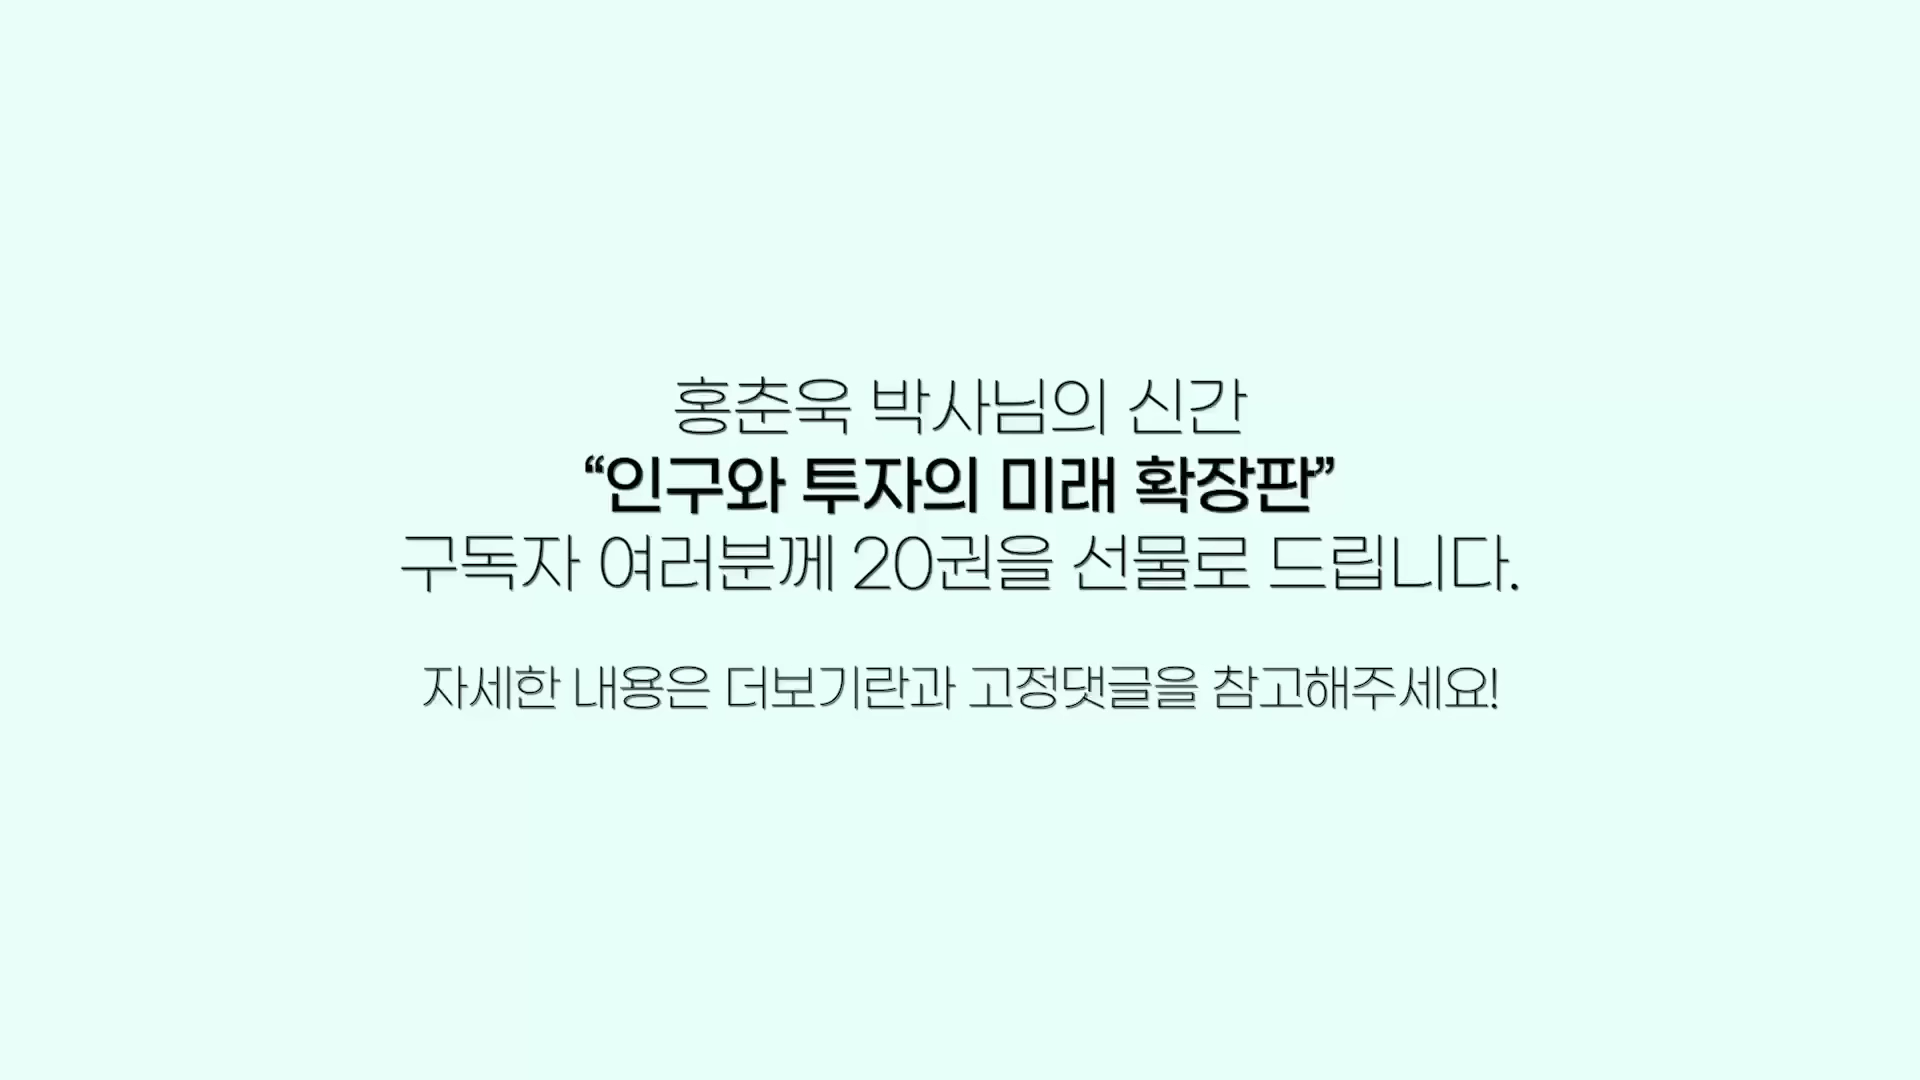 홍춘욱 박사님의 신간
“인구와 투자의 미래 확장판”
구독자 여러분께 20권을 선물로 드립니다.
자세한 내용은 더보기란과 고정댓글을 참고해주세요!